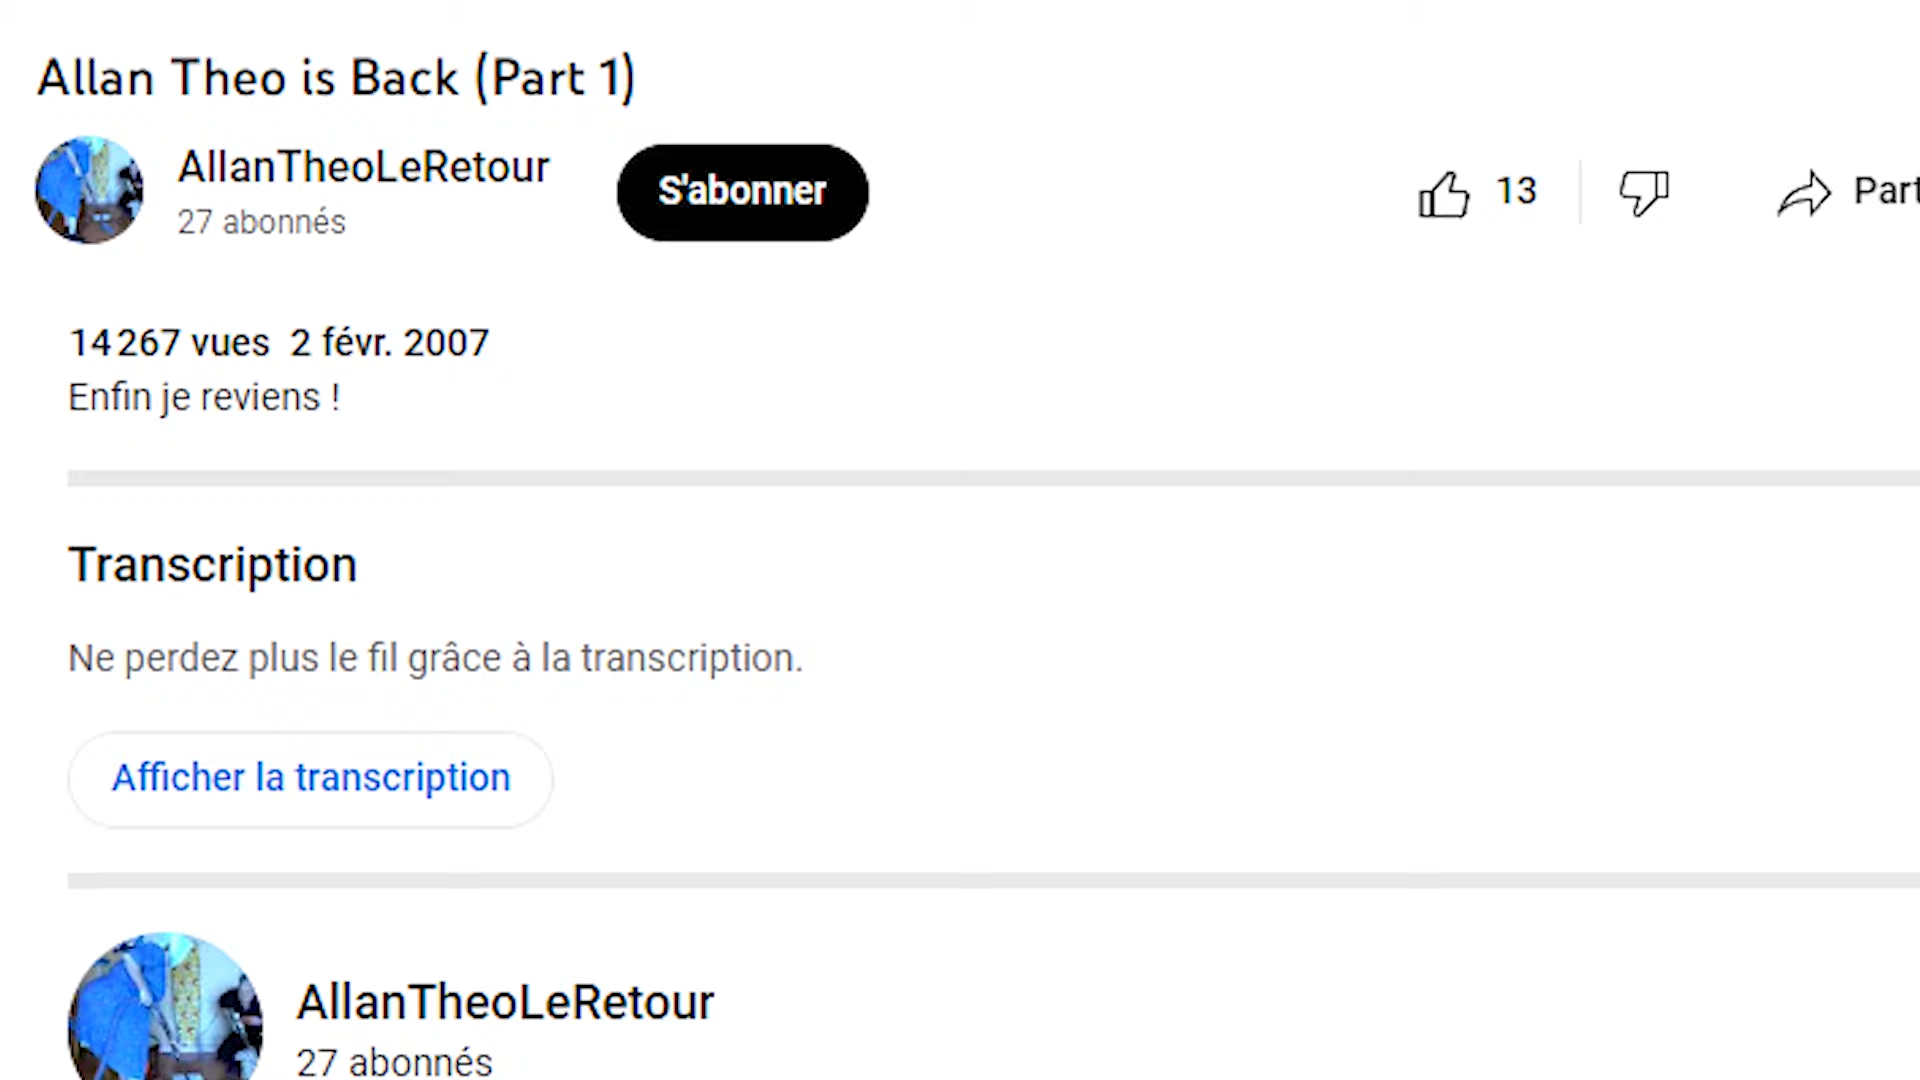 Allan Theo is Back (Part 1)
AllanTheoLeRetour
27 abonnés
S'abonner
13
Part
14 267 vues 2 févr. 2007
Enfin je reviens !
Transcription
Ne perdez plus le fil grâce à la transcription.
Afficher la transcription
AllanTheoLeRetour
27 abonnés